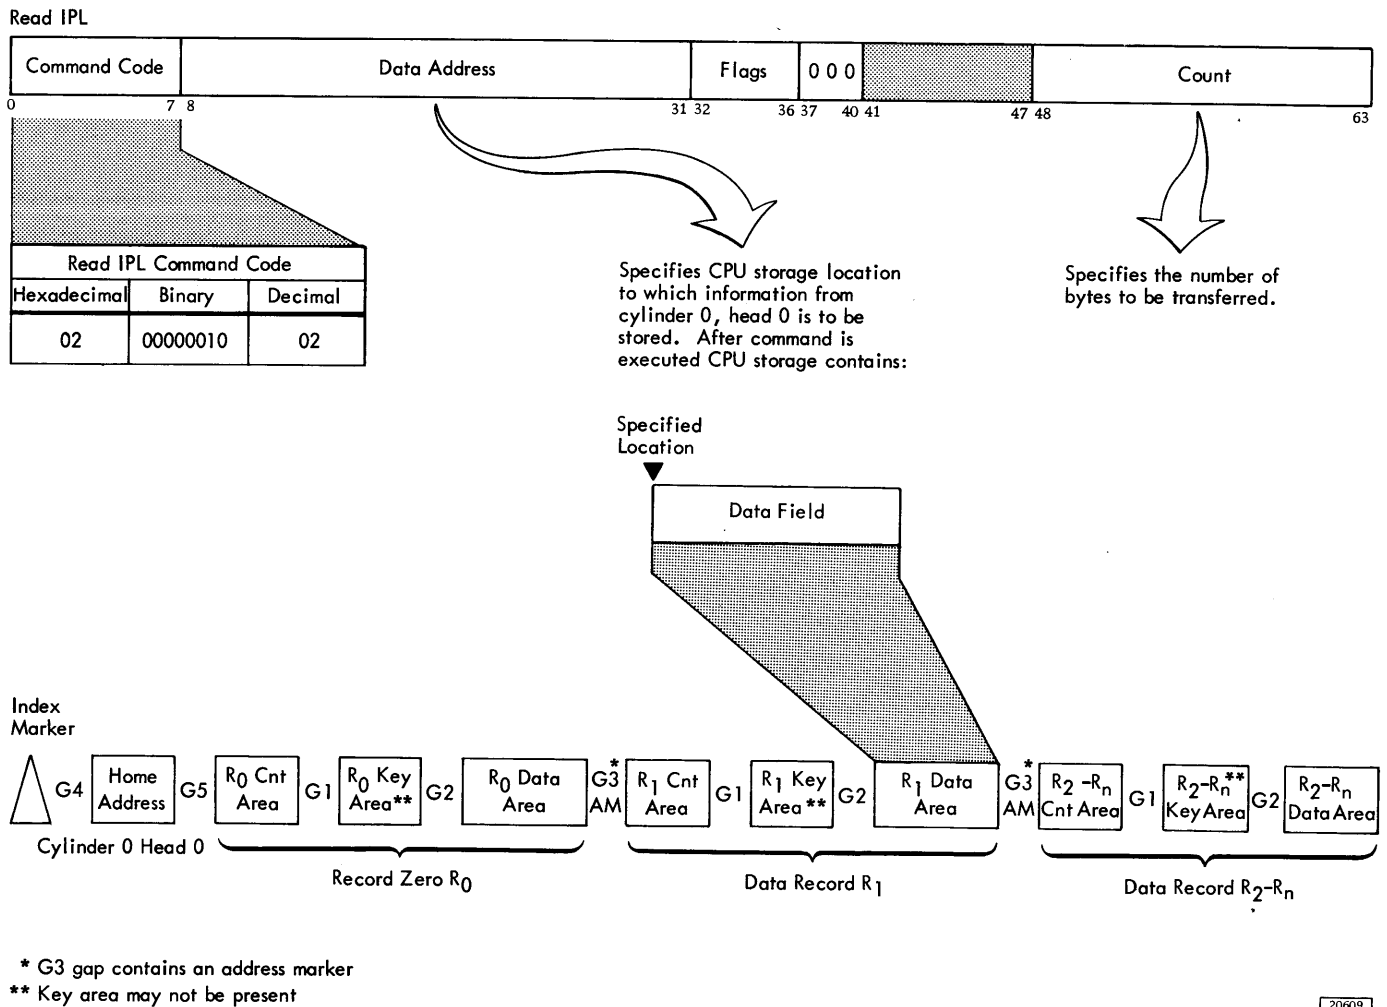 Read IPL
Command Code Data Address Flags 0 0 0 Count
0 7 8 31 32 36 37 40 41 47 48 63
Read IPL Command Code
Hexadecimal Binary Decimal
02 00000010 02
Specifies CPU storage location
to which information from
cylinder 0, head 0 is to be
stored. After command is
executed CPU storage contains:
Specifies the number of
bytes to be transferred.
Specified
Location
Data Field
Index
Marker
G4
Home
Address
G5
R0 Cnt
Area
G1
R0 Key
Area**
G2
R0 Data
Area
*
G3
AM
R1 Cnt
Area
G1
R1 Key
Area**
G2
R1 Data
Area
*
G3
AM
R2-Rn
Cnt Area
G1
R2-Rn**
Key Area
G2
R2-Rn
Data Area
Cylinder 0 Head 0
Record Zero R0
Data Record R1
Data Record R2-Rn
* G3 gap contains an address marker
** Key area may not be present
20609